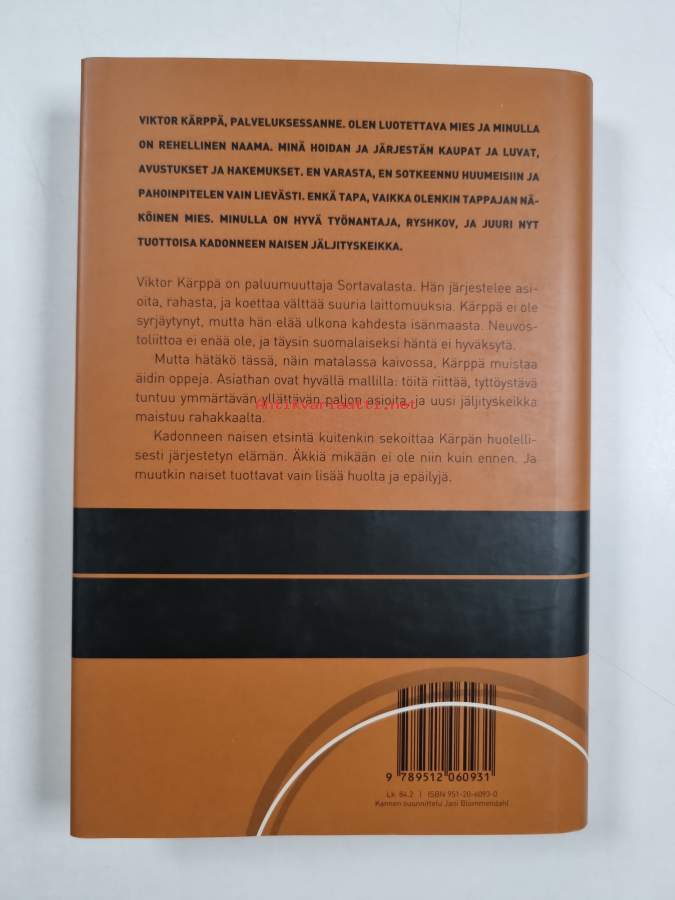 VIKTOR KÄRPPÄ, PALVELUKSESSANNE. OLEN LUOTETTAVA MIES JA MINULLA
ON REHELLINEN NAAMA. MINÄ HOIDAN JA JÄRJESTÄN KAUPAT JA LUVAT,
AVUSTUKSET JA HAKEMUKSET. EN VARASTA, EN SOTKEENNU HUUMEISIIN JA
PAHOINPITELEN VAIN LIEVÄSTI. ENKÄ TAPA, VAIKKA OLENKIN TAPPAJAN NÄ-
KÖINEN MIES. MINULLA ON HYVÄ TYÖNANTAJA, RYSHKOV, JA JUURI NYT
TUOTTOISA KADONNEEN NAISEN JÄLJITYSKEIKKA.
Viktor Kärppä on paluumuuttaja Sortavalasta. Hän järjestelee asi-
oita, rahasta, ja koettaa välttää suuria laittomuuksia. Kärppä ei ole
syrjäytynyt, mutta hän elää ulkona kahdesta isänmaasta. Neuvos-
toliittoa ei enää ole, ja täysin suomalaiseksi häntä ei hyväksytä.
Mutta hätäkö tässä, näin matalassa kaivossa, Kärppä muistaa
äidin oppeja. Asiathan ovat hyvällä mallilla: töitä riittää, tyttöystävä
tuntuu ymmärtävän yllättävän paljon asioita, ja uusi jäljityskeikka
Antikvariaatti.net
maistuu rahakkaalta.
Kadonneen naisen etsintä kuitenkin sekoittaa Kärpän huolelli-
sesti järjestetyn elämän. Äkkiä mikään ei ole niin kuin ennen. Ja
muutkin naiset tuottavat vain lisää huolta ja epäilyjä.
9 789512 060931
Lk 84.2 | ISBN 951-20-6093-0
Kannen suunnittelu Jani Blommendahl